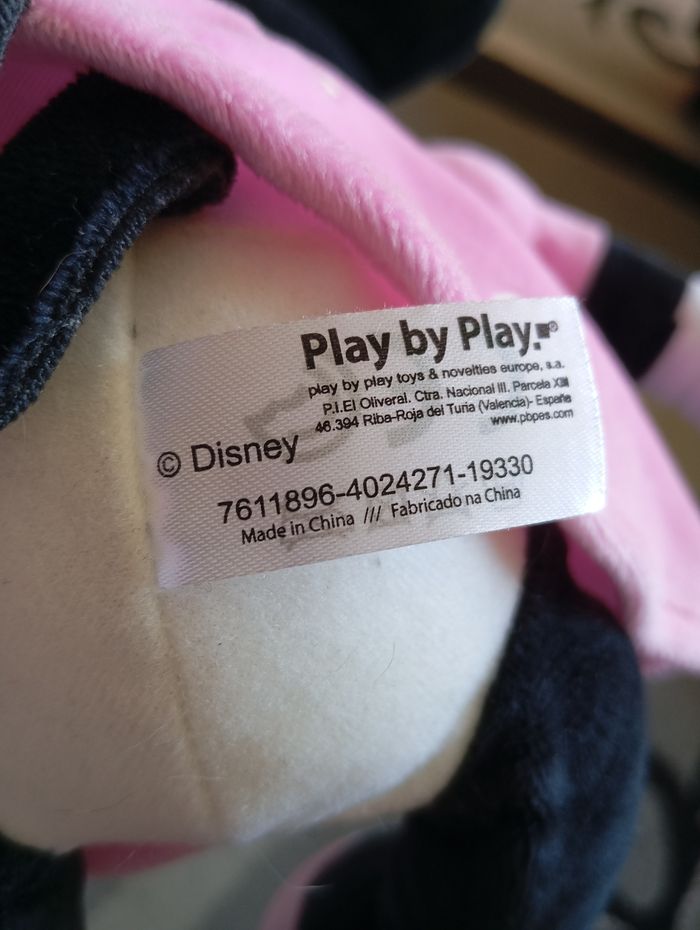 Play by Play.®
play by play toys & novelties europe, s.a.
P.I.El Oliveral. Ctra. Nacional III. Parcela XIII
46.394 Riba-Roja del Turia (Valencia)- España
www.pbpes.com
© Disney
7611896-4024271-19330
Made in China /// Fabricado na China